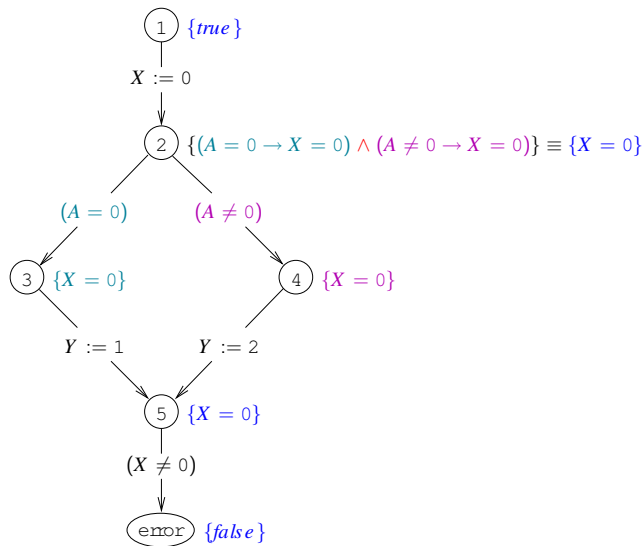 1 {true}
X := 0
2 {(A = 0 → X = 0) ∧ (A ≠ 0 → X = 0)} ≡ {X = 0}
(A = 0) (A ≠ 0)
3 {X = 0} 4 {X = 0}
Y := 1 Y := 2
5 {X = 0}
(X ≠ 0)
error {false}